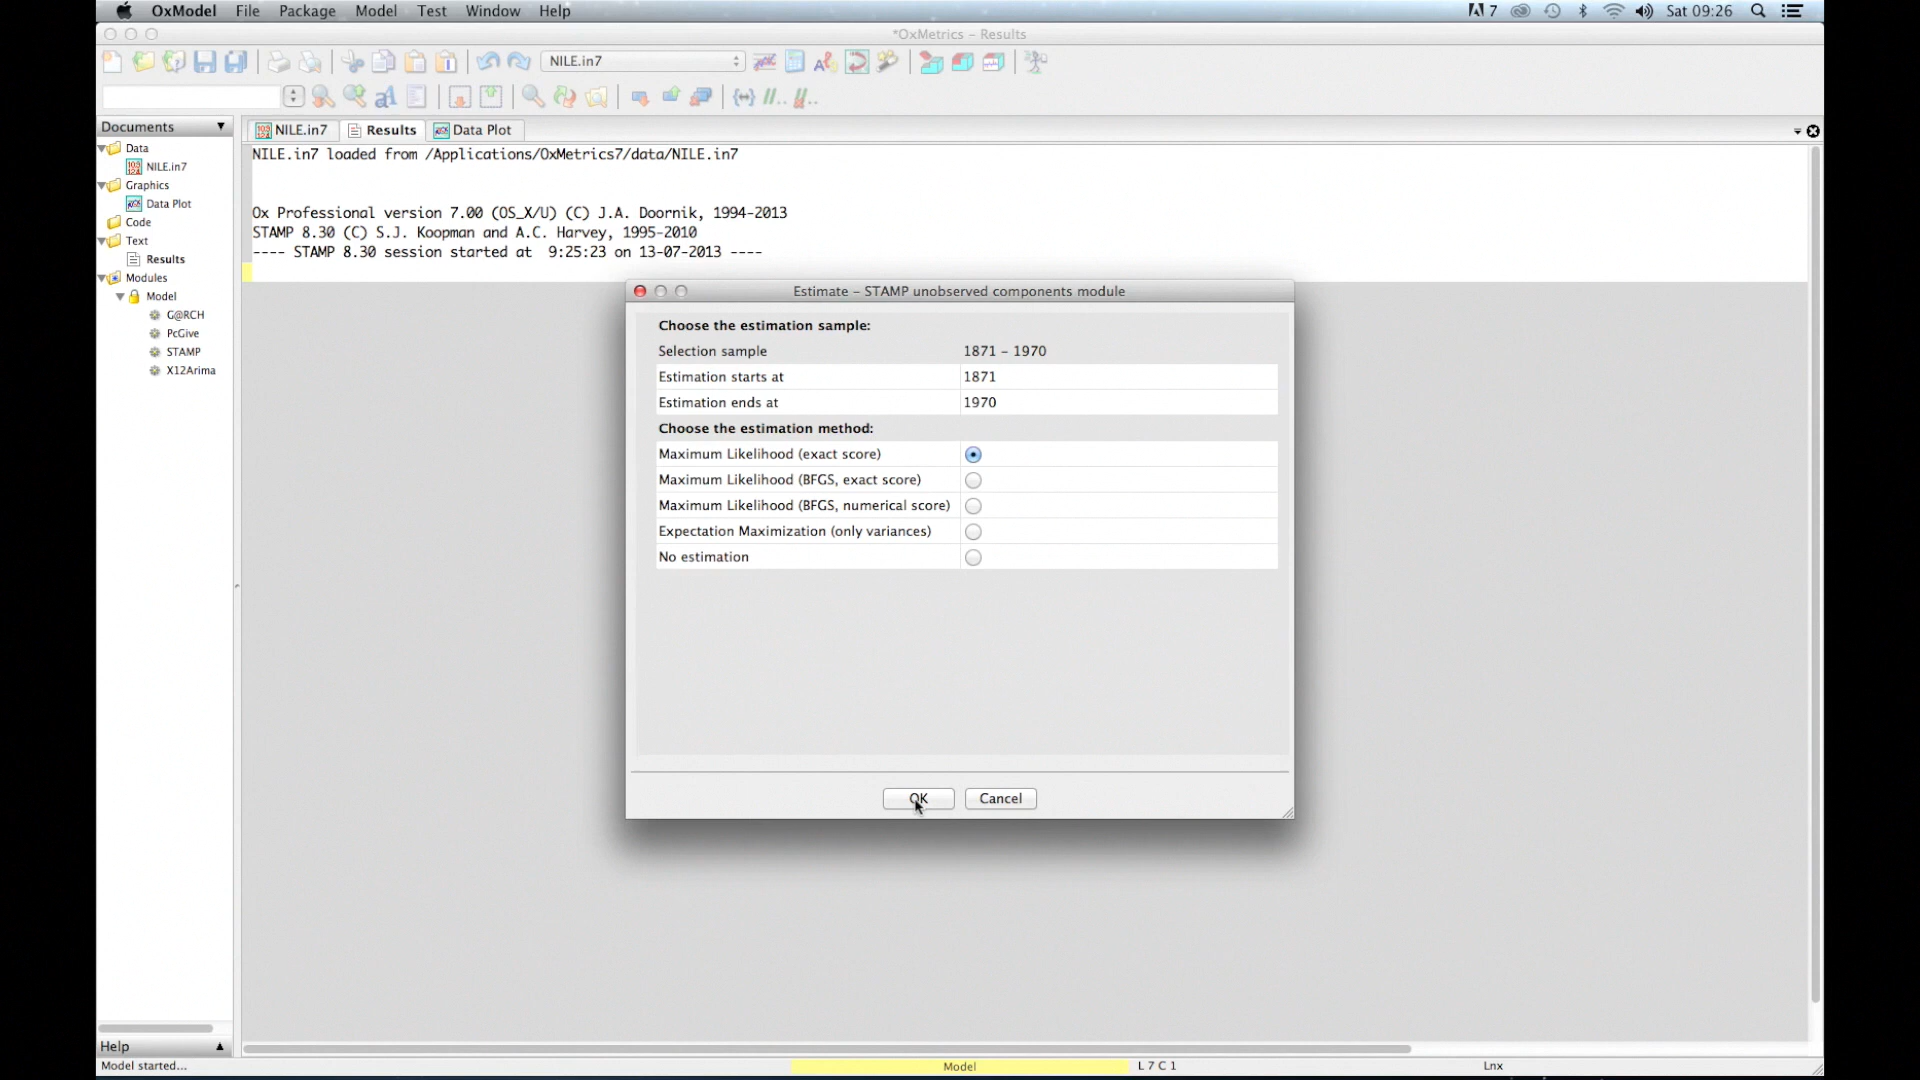 OxModel File Package Model Test Window Help
7 Sat 09:26
*OxMetrics – Results
NILE.in7
Documents
Data
NILE.in7
Graphics
Data Plot
Code
Text
Results
Modules
Model
G@RCH
PcGive
STAMP
X12Arima
Help
Model started...
NILE.in7 Results Data Plot
NILE.in7 loaded from /Applications/OxMetrics7/data/NILE.in7
Ox Professional version 7.00 (OS_X/U) (C) J.A. Doornik, 1994-2013
STAMP 8.30 (C) S.J. Koopman and A.C. Harvey, 1995-2010
---- STAMP 8.30 session started at 9:25:23 on 13-07-2013 ----
Estimate – STAMP unobserved components module
Choose the estimation sample:
Selection sample 1871 – 1970
Estimation starts at 1871
Estimation ends at 1970
Choose the estimation method:
Maximum Likelihood (exact score)
Maximum Likelihood (BFGS, exact score)
Maximum Likelihood (BFGS, numerical score)
Expectation Maximization (only variances)
No estimation
OK Cancel
Model L 7 C 1 Lnx